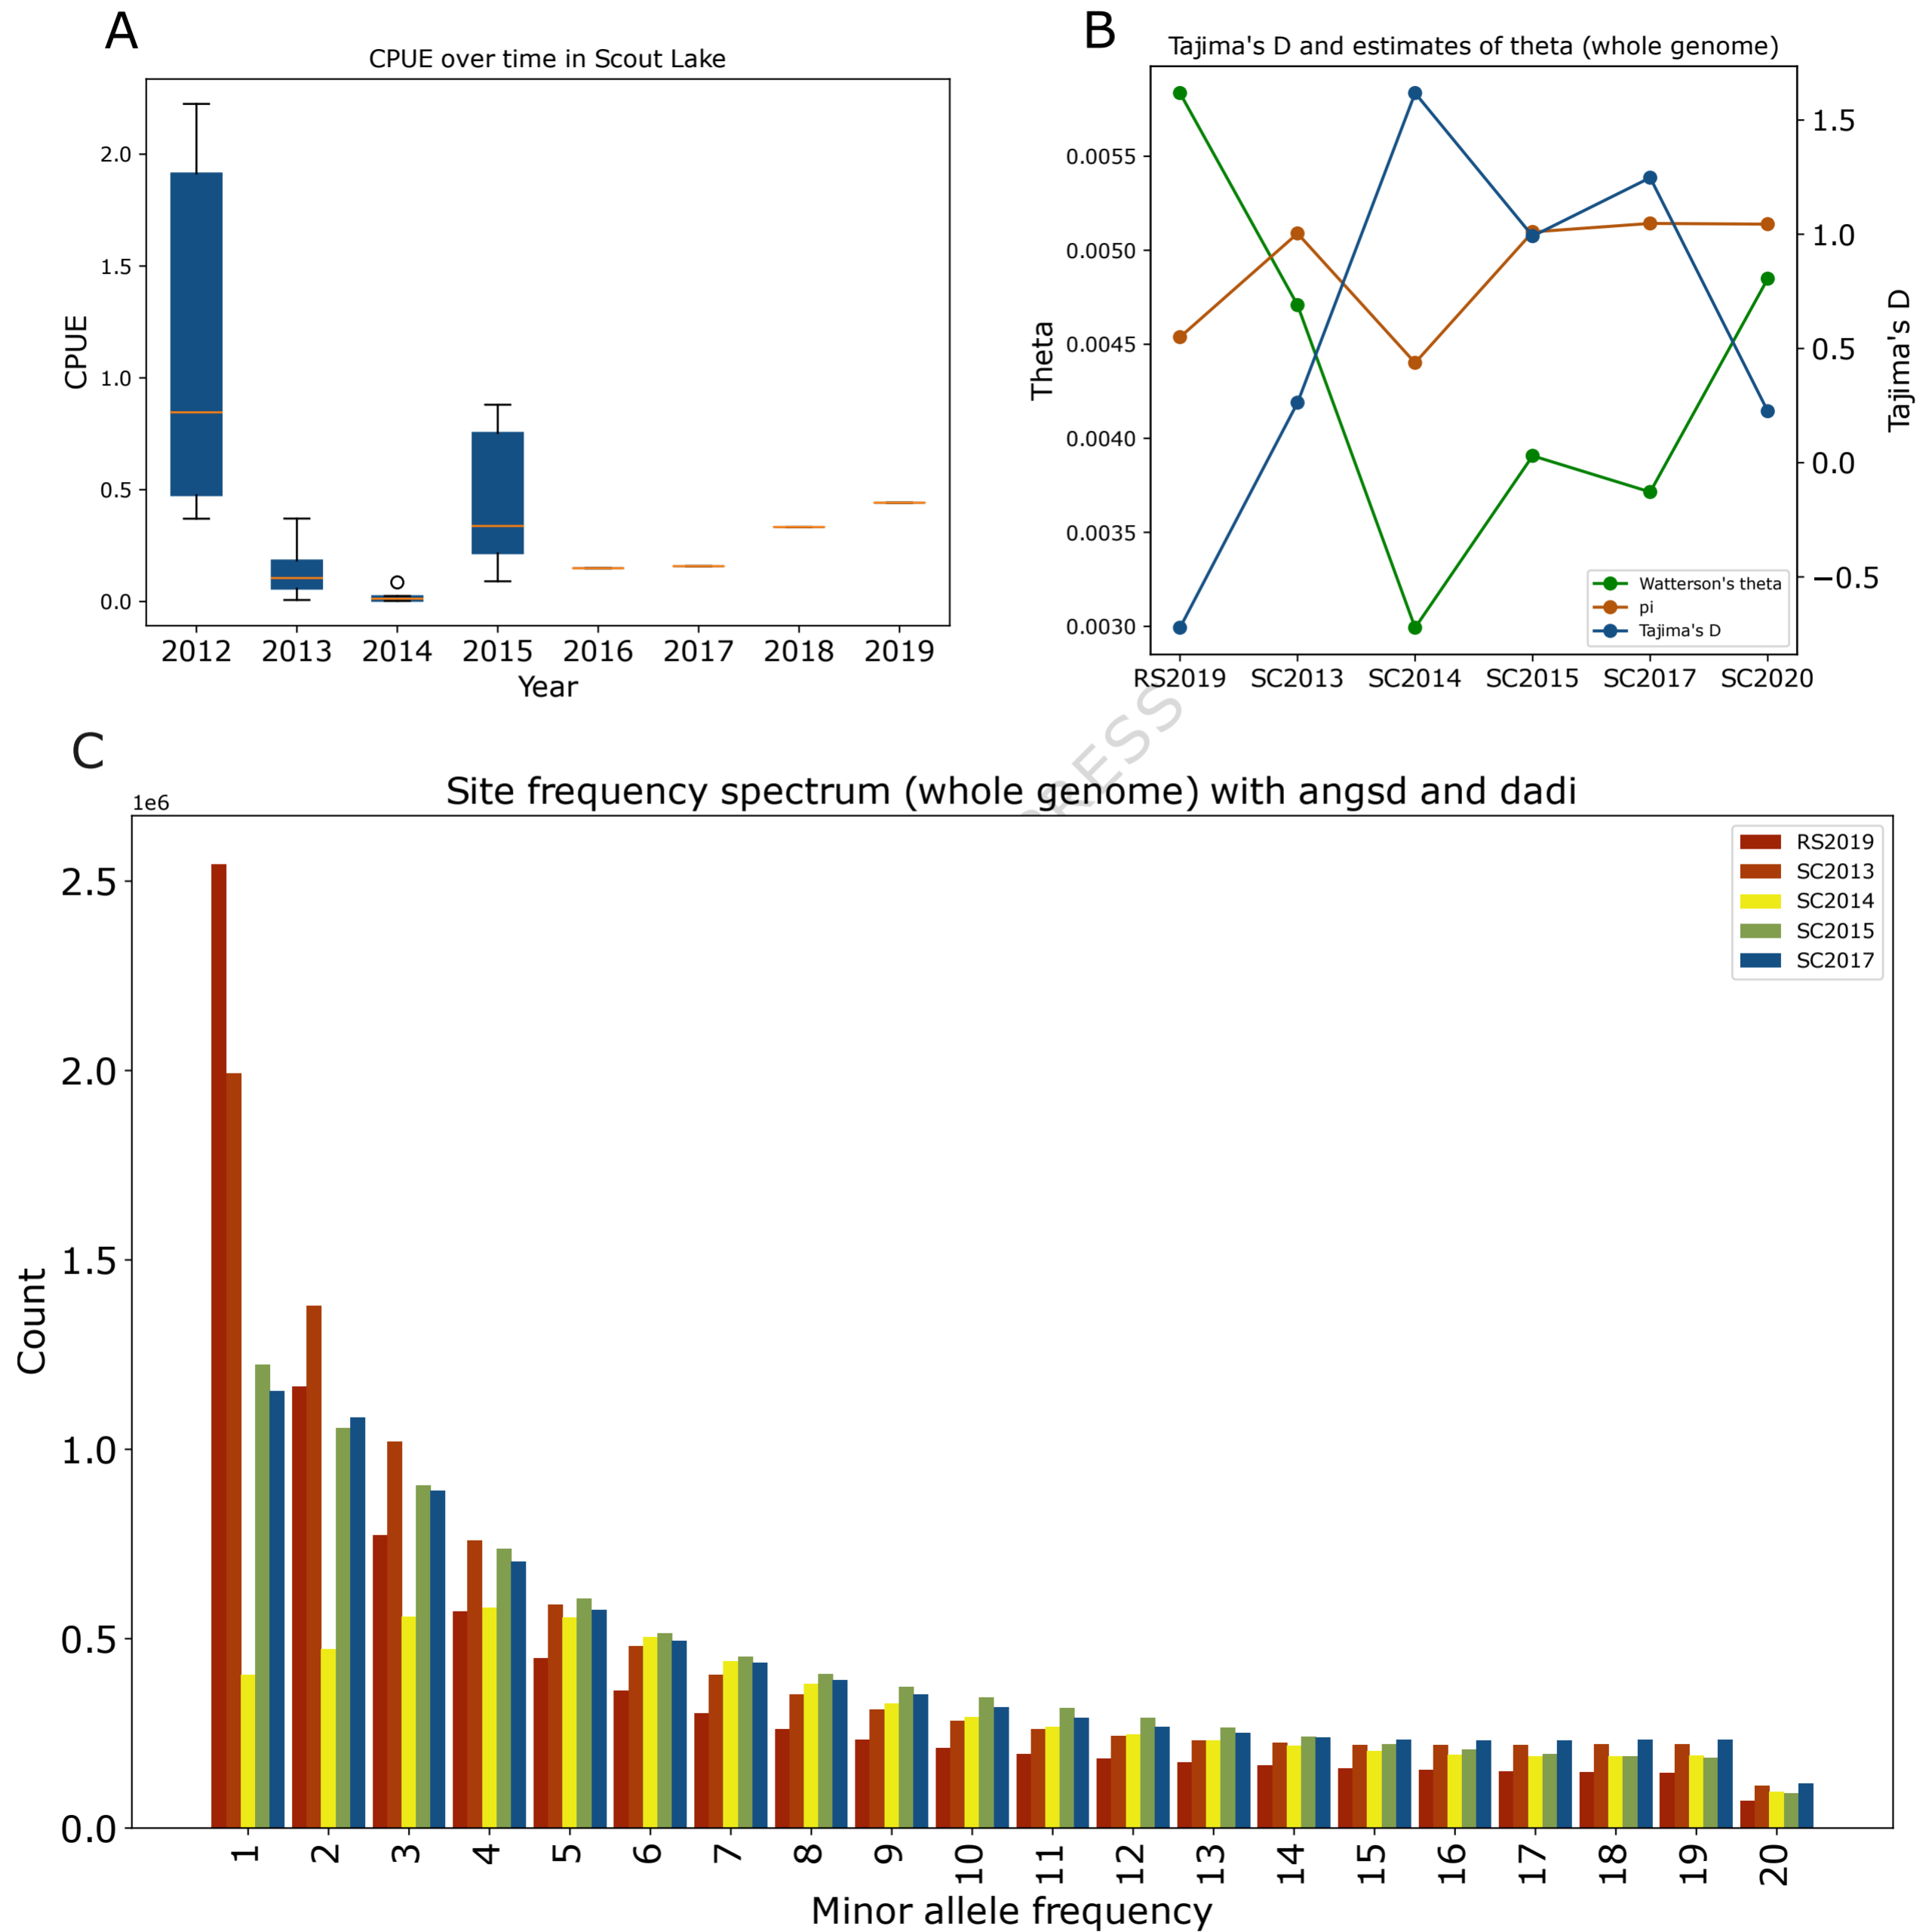 A
CPUE over time in Scout Lake
CPUE
2.0
1.5
1.0
0.5
0.0
2012 2013 2014 2015 2016 2017 2018 2019
Year
B
Tajima's D and estimates of theta (whole genome)
Theta
0.0055
0.0050
0.0045
0.0040
0.0035
0.0030
1.5
1.0
0.5
0.0
−0.5
Tajima's D
Watterson's theta
pi
Tajima's D
RS2019 SC2013 SC2014 SC2015 SC2017 SC2020
PRESS
C
Site frequency spectrum (whole genome) with angsd and dadi
1e6
Count
2.5
2.0
1.5
1.0
0.5
0.0
RS2019
SC2013
SC2014
SC2015
SC2017
1 2 3 4 5 6 7 8 9 10 11 12 13 14 15 16 17 18 19 20
Minor allele frequency